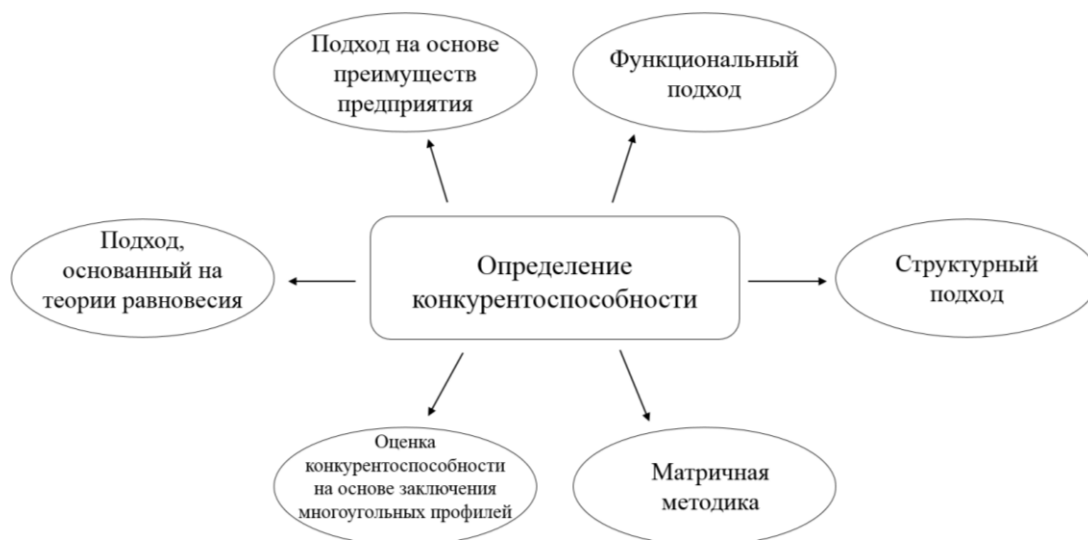 Подход на основе
преимуществ
предприятия
Функциональный
подход
Подход,
основанный на
теории равновесия
Определение
конкурентоспособности
Структурный
подход
Оценка
конкурентоспособности
на основе заключения
многоугольных профилей
Матричная
методика